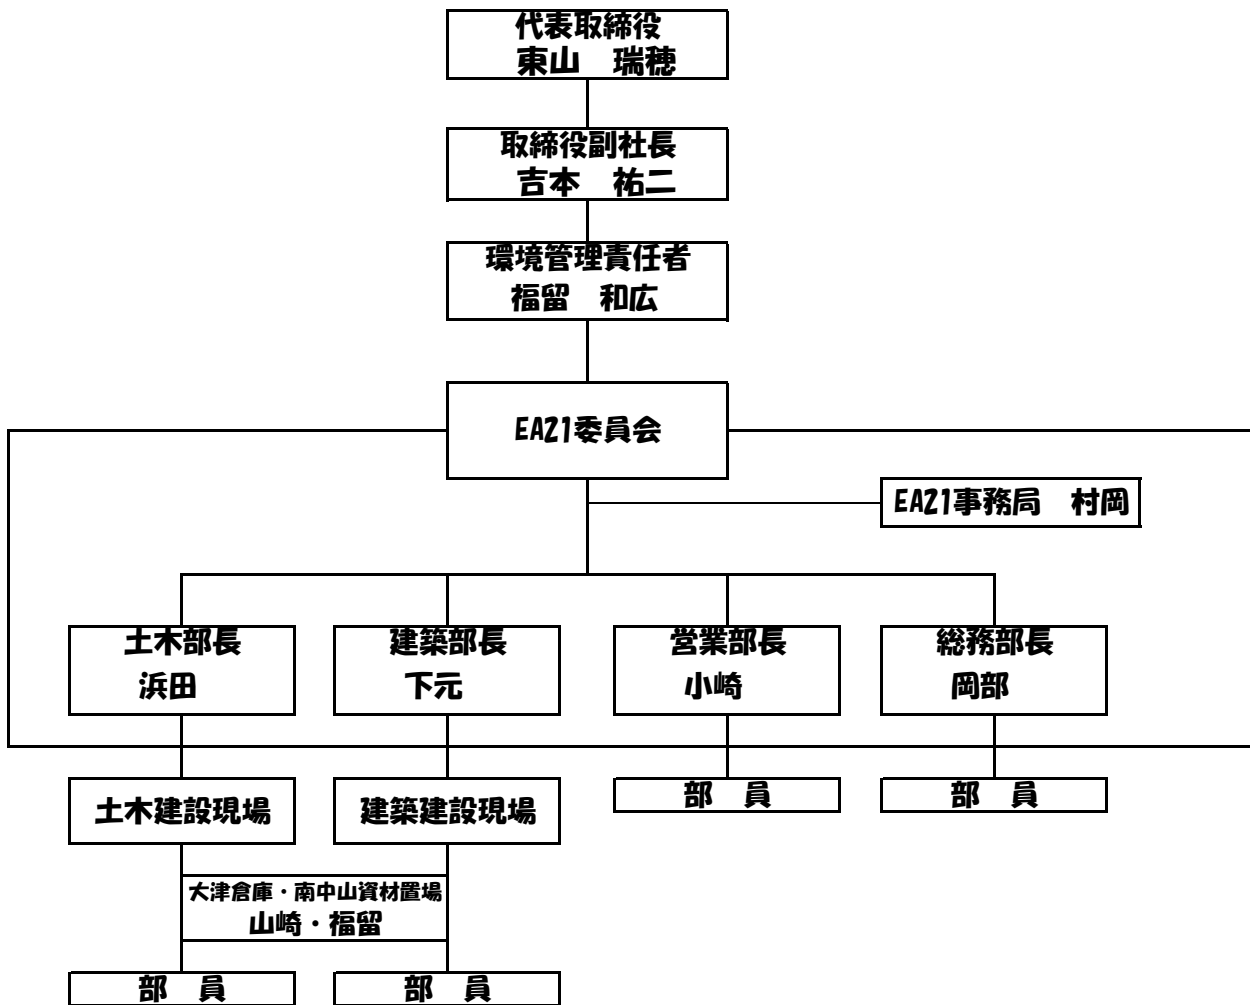 代表取締役
東山　瑞穂
取締役副社長
吉本　祐二
環境管理責任者
福留　和広
EA21委員会
EA21事務局　村岡
土木部長
浜田
建築部長
下元
営業部長
小崎
総務部長
岡部
土木建設現場
建築建設現場
部　員
部　員
大津倉庫・南中山資材置場
山崎・福留
部　員
部　員